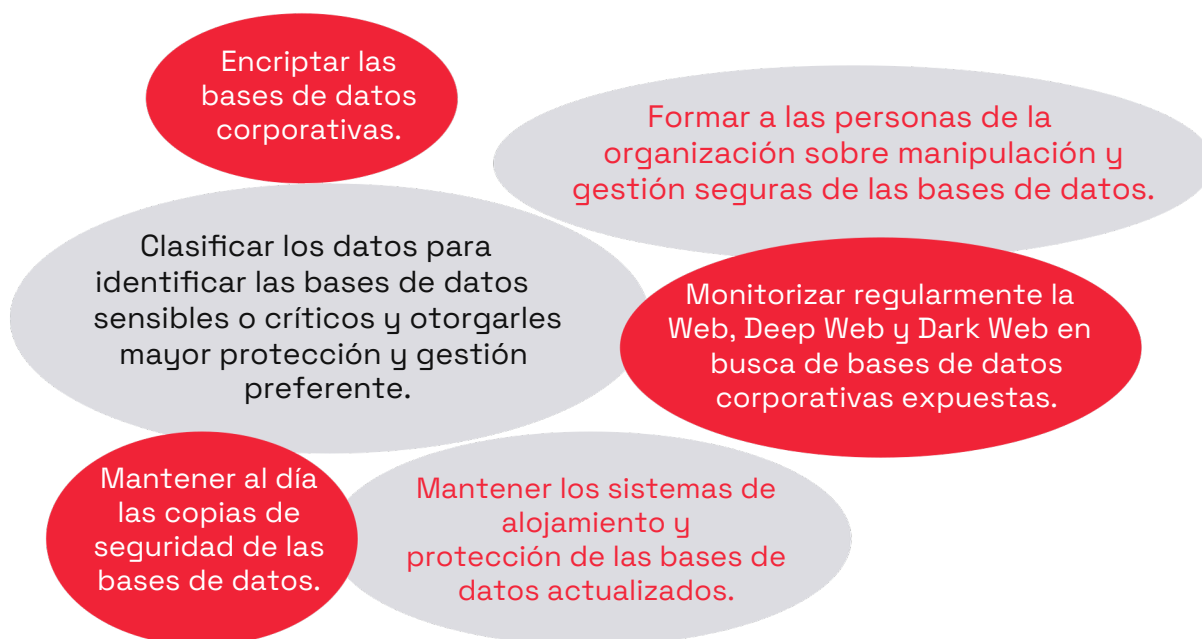 Encriptar las
bases de datos
corporativas.
Formar a las personas de la
organización sobre manipulación y
gestión seguras de las bases de datos.
Clasificar los datos para
identificar las bases de datos
sensibles o críticos y otorgarles
mayor protección y gestión
preferente.
Monitorizar regularmente la
Web, Deep Web y Dark Web en
busca de bases de datos
corporativas expuestas.
Mantener al día
las copias de
seguridad de las
bases de datos.
Mantener los sistemas de
alojamiento y
protección de las bases de
datos actualizados.